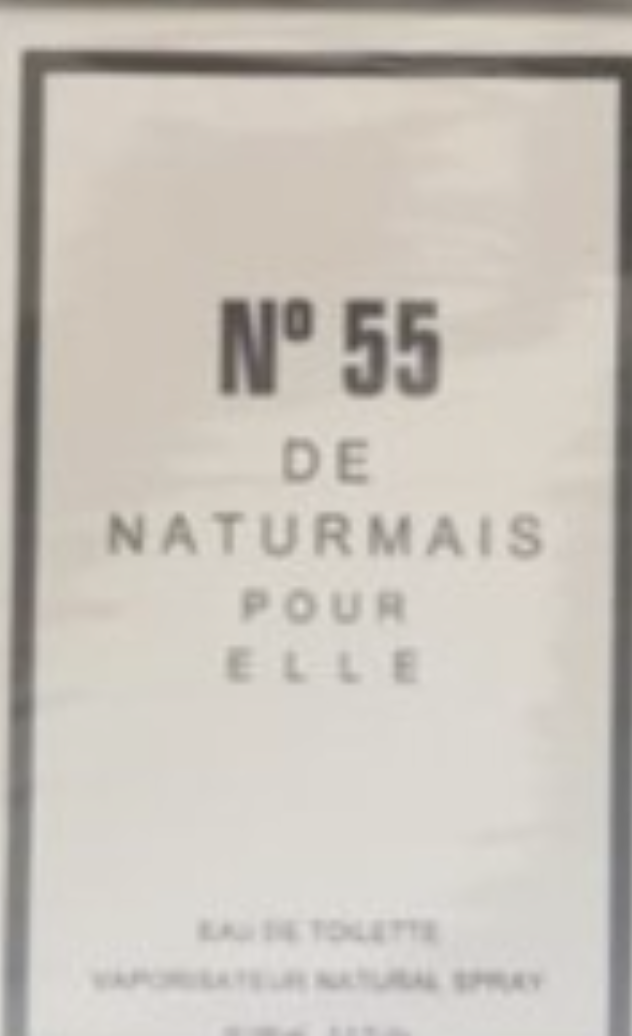 Nº 55
DE
NATURMAIS
POUR
ELLE
EAU DE TOILETTE
VAPORISATEUR NATURAL SPRAY